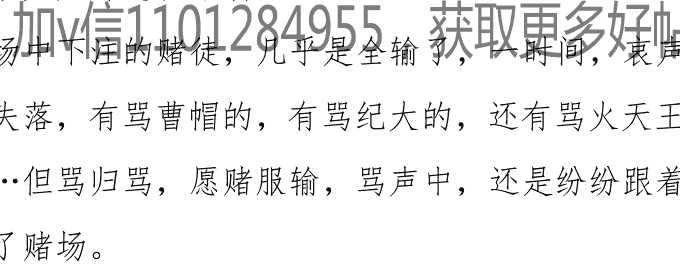 加v信1101284955 获取更多好帖
场中下注的赌徒，几乎是全输了，一时间，哀声
失落，有骂曹帽的，有骂纪大的，还有骂火天王
…但骂归骂，愿赌服输，骂声中，还是纷纷跟着
了赌场。